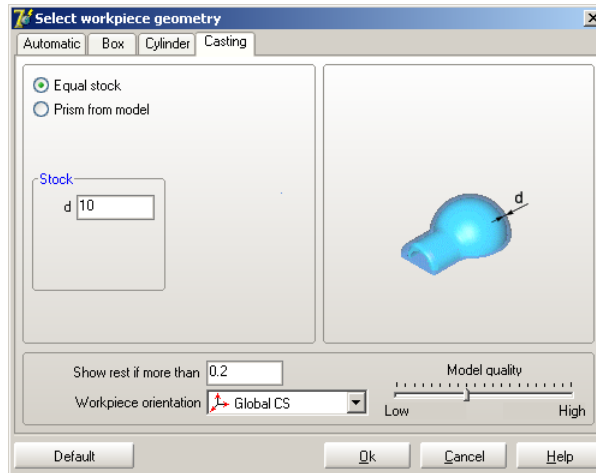 Select workpiece geometry
Automatic Box Cylinder Casting
Equal stock
Prism from model
Stock
d 10
d
Show rest if more than 0.2
Workpiece orientation Global CS
Model quality
Low High
Default Ok Cancel Help